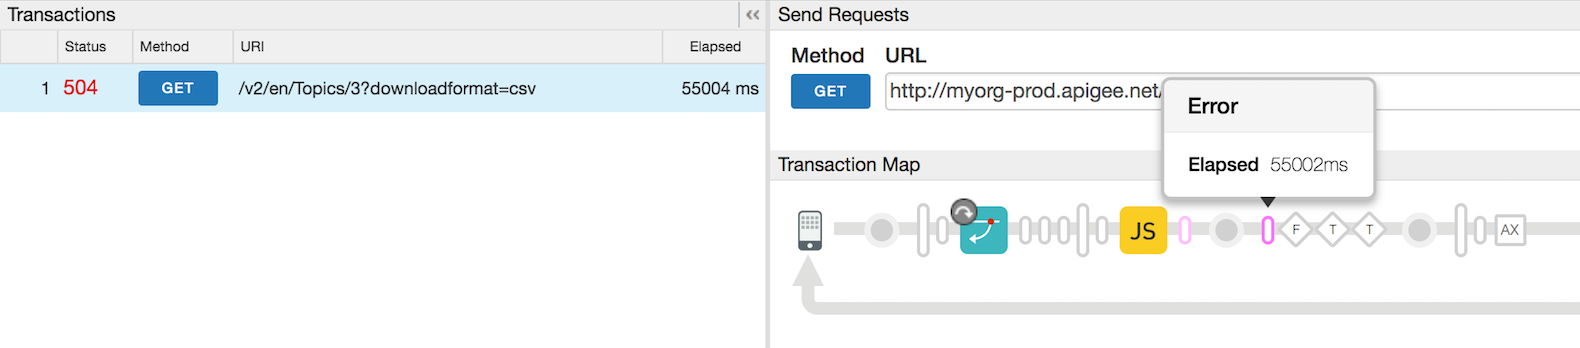 Transactions
Status Method URI Elapsed
1 504 GET /v2/en/Topics/3?downloadformat=csv 55004 ms
Send Requests
Method URL
GET http://myorg-prod.apigee.net/
Error
Elapsed 55002ms
Transaction Map
JS F T T AX